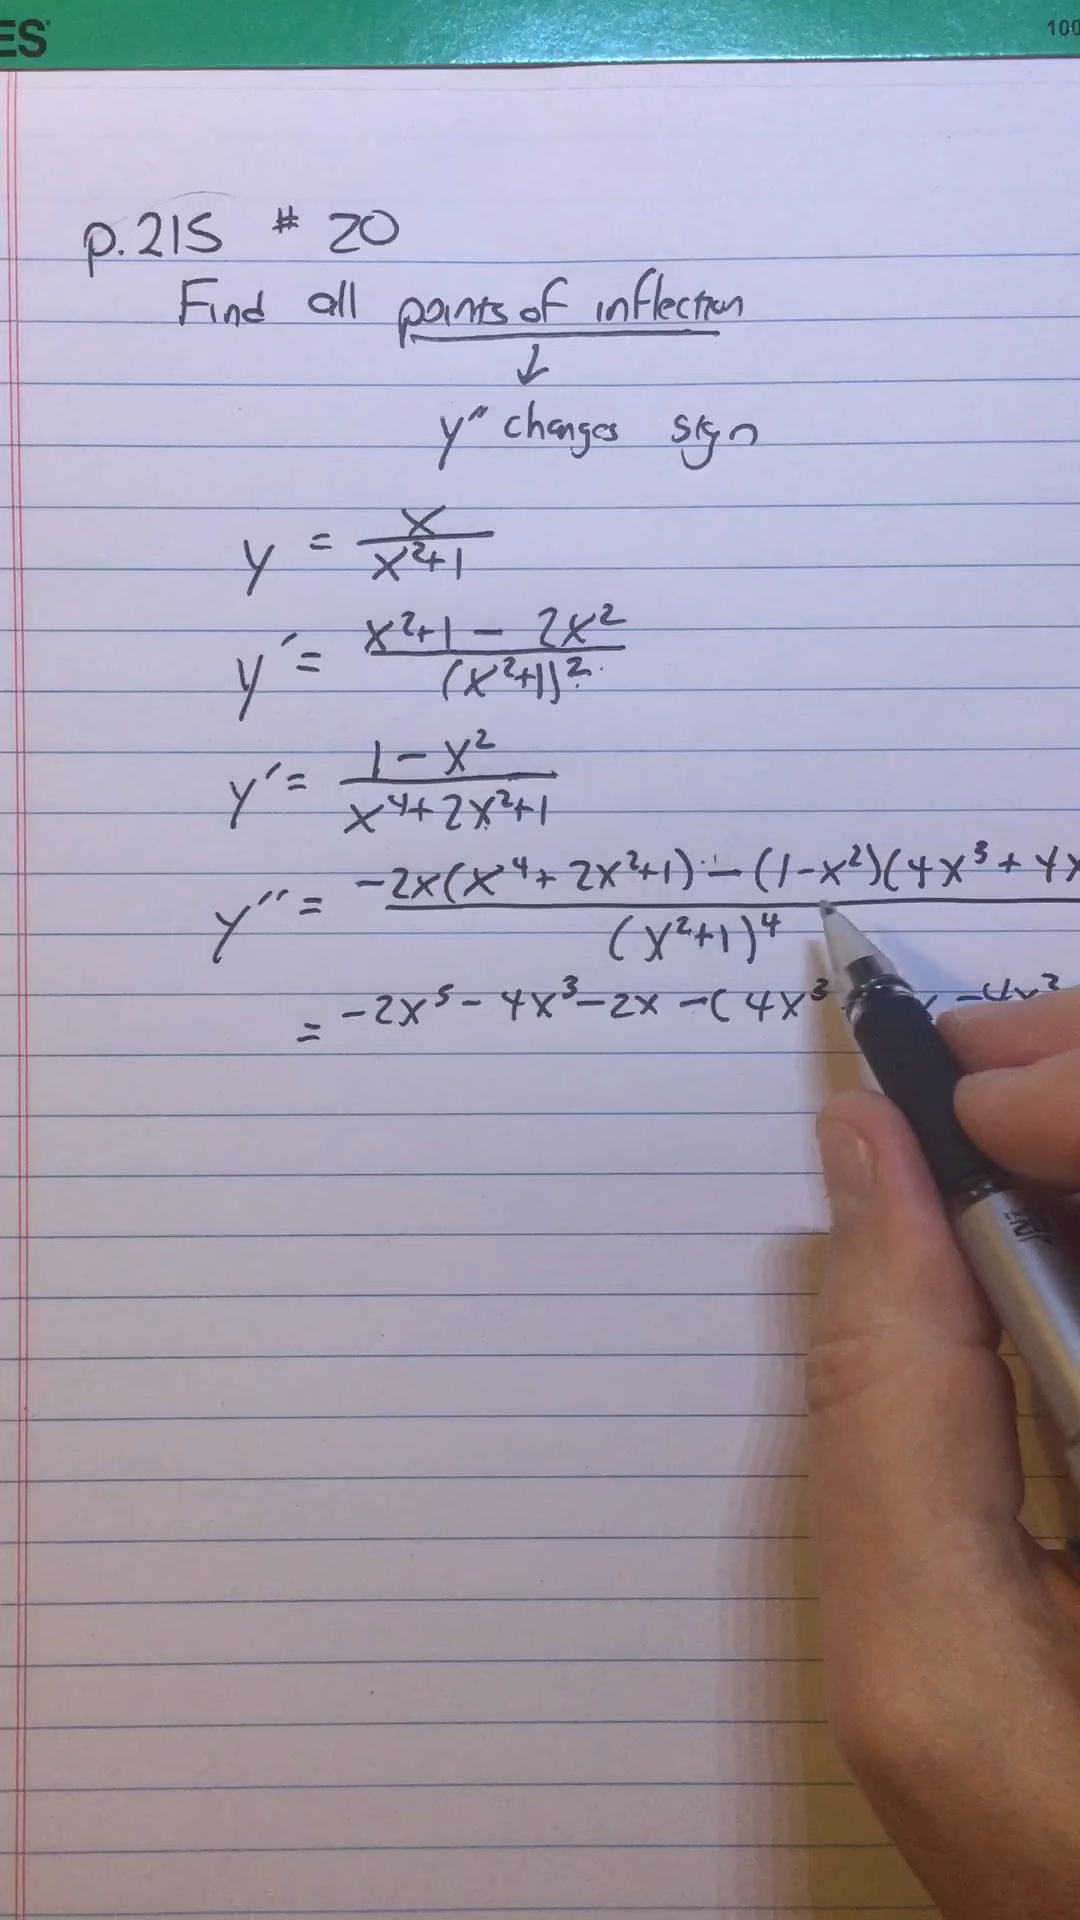 ES
100
p. 215 # 20
Find all points of inflection
↓
y'' changes sign
y = x / (x²+1)
y' = (x²+1 - 2x²) / (x²+1)²
y' = (1 - x²) / (x⁴+2x²+1)
y'' = (-2x(x⁴+2x²+1) - (1-x²)(4x³+4x / (x²+1)⁴
= -2x⁵ - 4x³ - 2x - (4x³ x - 4x